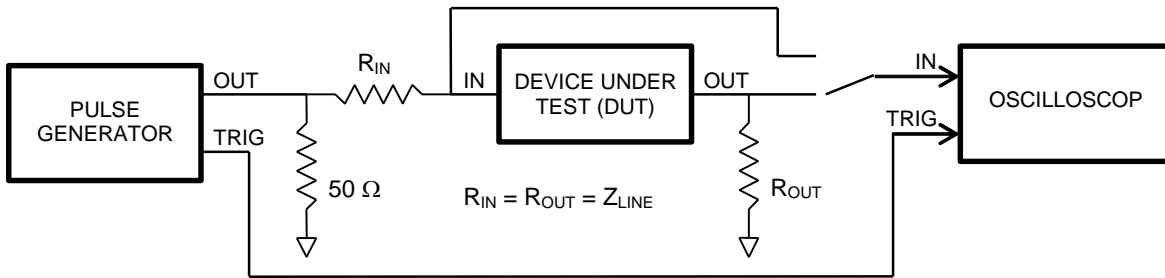 PULSE
GENERATOR
OUT
TRIG
R_IN
50 Ω
IN
DEVICE UNDER
TEST (DUT)
OUT
R_IN = R_OUT = Z_LINE
R_OUT
IN
TRIG
OSCILLOSCOP